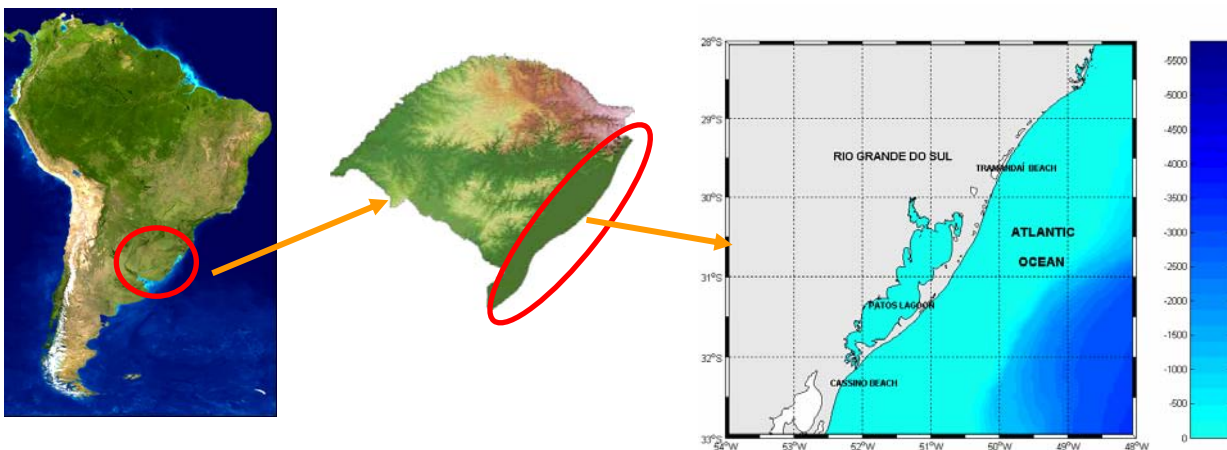 28°S
29°S
30°S
31°S
32°S
33°S
54°W
53°W
52°W
51°W
50°W
49°W
48°W
RIO GRANDE DO SUL
TRAMANDAÍ BEACH
ATLANTIC
OCEAN
PATOS LAGOON
CASSINO BEACH
-5500
-5000
-4500
-4000
-3500
-3000
-2500
-2000
-1500
-1000
-500
0